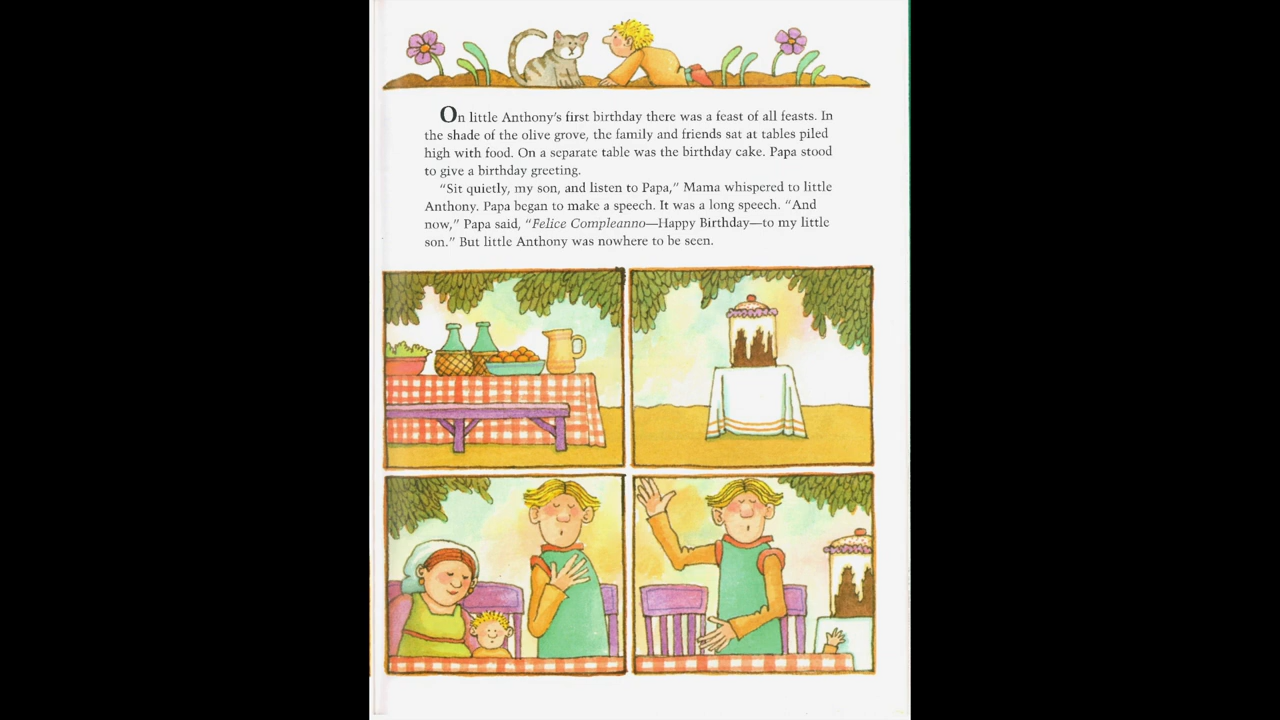 On little Anthony's first birthday there was a feast of all feasts. In
the shade of the olive grove, the family and friends sat at tables piled
high with food. On a separate table was the birthday cake. Papa stood
to give a birthday greeting.
"Sit quietly, my son, and listen to Papa," Mama whispered to little
Anthony. Papa began to make a speech. It was a long speech. "And
now," Papa said, "Felice Compleanno—Happy Birthday—to my little
son." But little Anthony was nowhere to be seen.